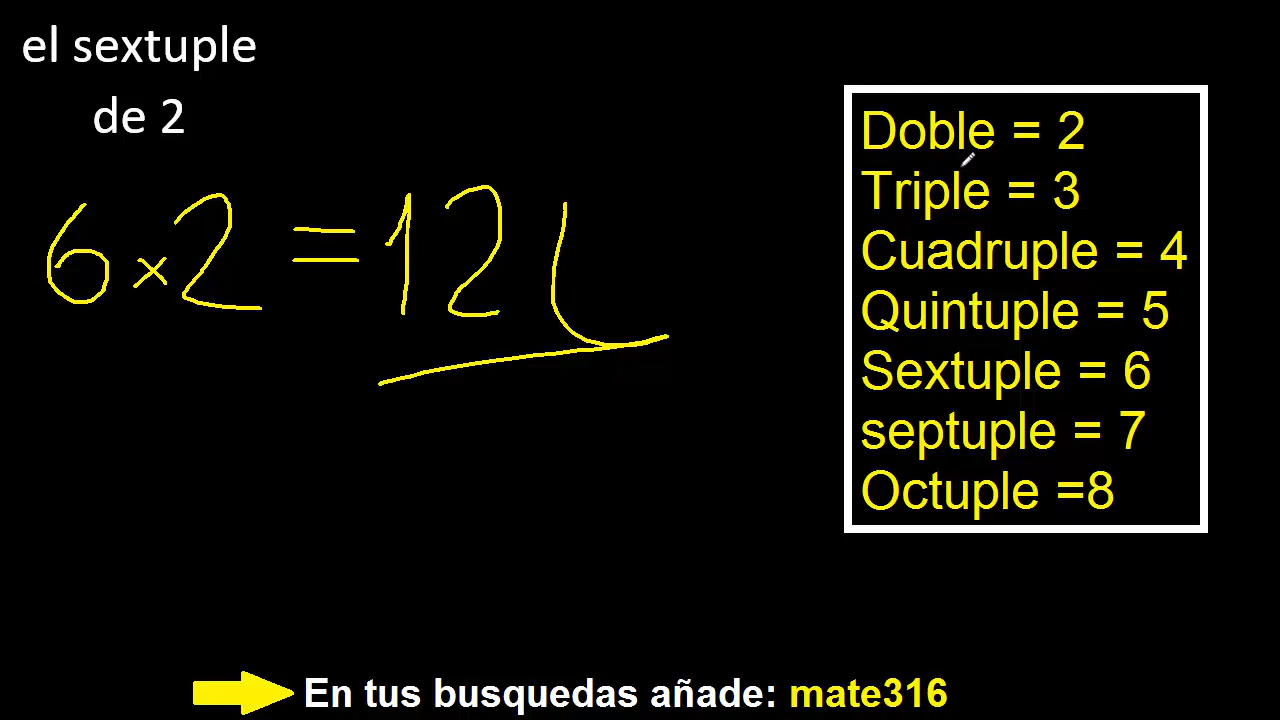 el sextuple
de 2
6×2=12
Doble = 2
Triple = 3
Cuadruple = 4
Quintuple = 5
Sextuple = 6
septuple = 7
Octuple =8
En tus busquedas añade: mate316